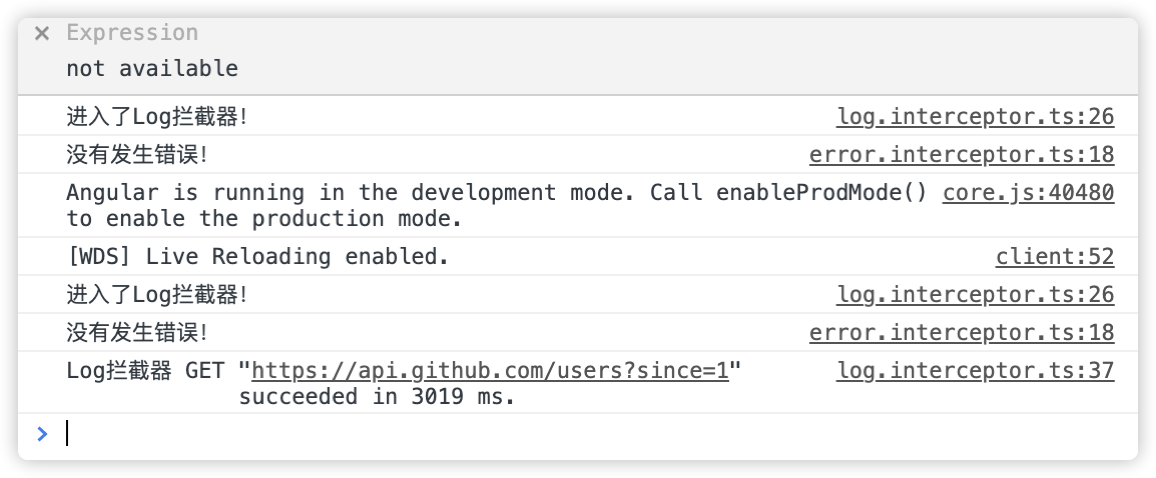 × Expression
not available
进入了Log拦截器! log.interceptor.ts:26
没有发生错误! error.interceptor.ts:18
Angular is running in the development mode. Call enableProdMode() core.js:40480
to enable the production mode.
[WDS] Live Reloading enabled. client:52
进入了Log拦截器! log.interceptor.ts:26
没有发生错误! error.interceptor.ts:18
Log拦截器 GET "https://api.github.com/users?since=1" log.interceptor.ts:37
succeeded in 3019 ms.
>